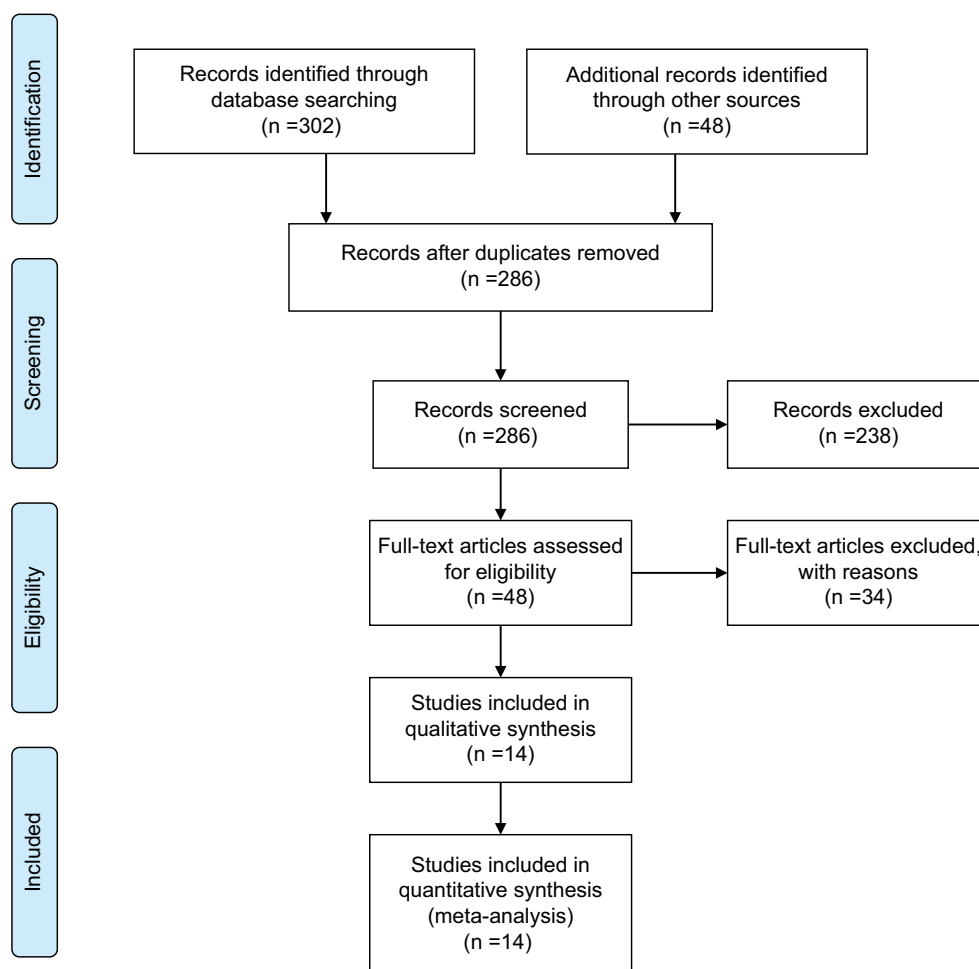 Identification
Records identified through
database searching
(n =302)
Additional records identified
through other sources
(n =48)
Records after duplicates removed
(n =286)
Screening
Records screened
(n =286)
Records excluded
(n =238)
Eligibility
Full-text articles assessed
for eligibility
(n =48)
Full-text articles excluded,
with reasons
(n =34)
Studies included in
qualitative synthesis
(n =14)
Included
Studies included in
quantitative synthesis
(meta-analysis)
(n =14)